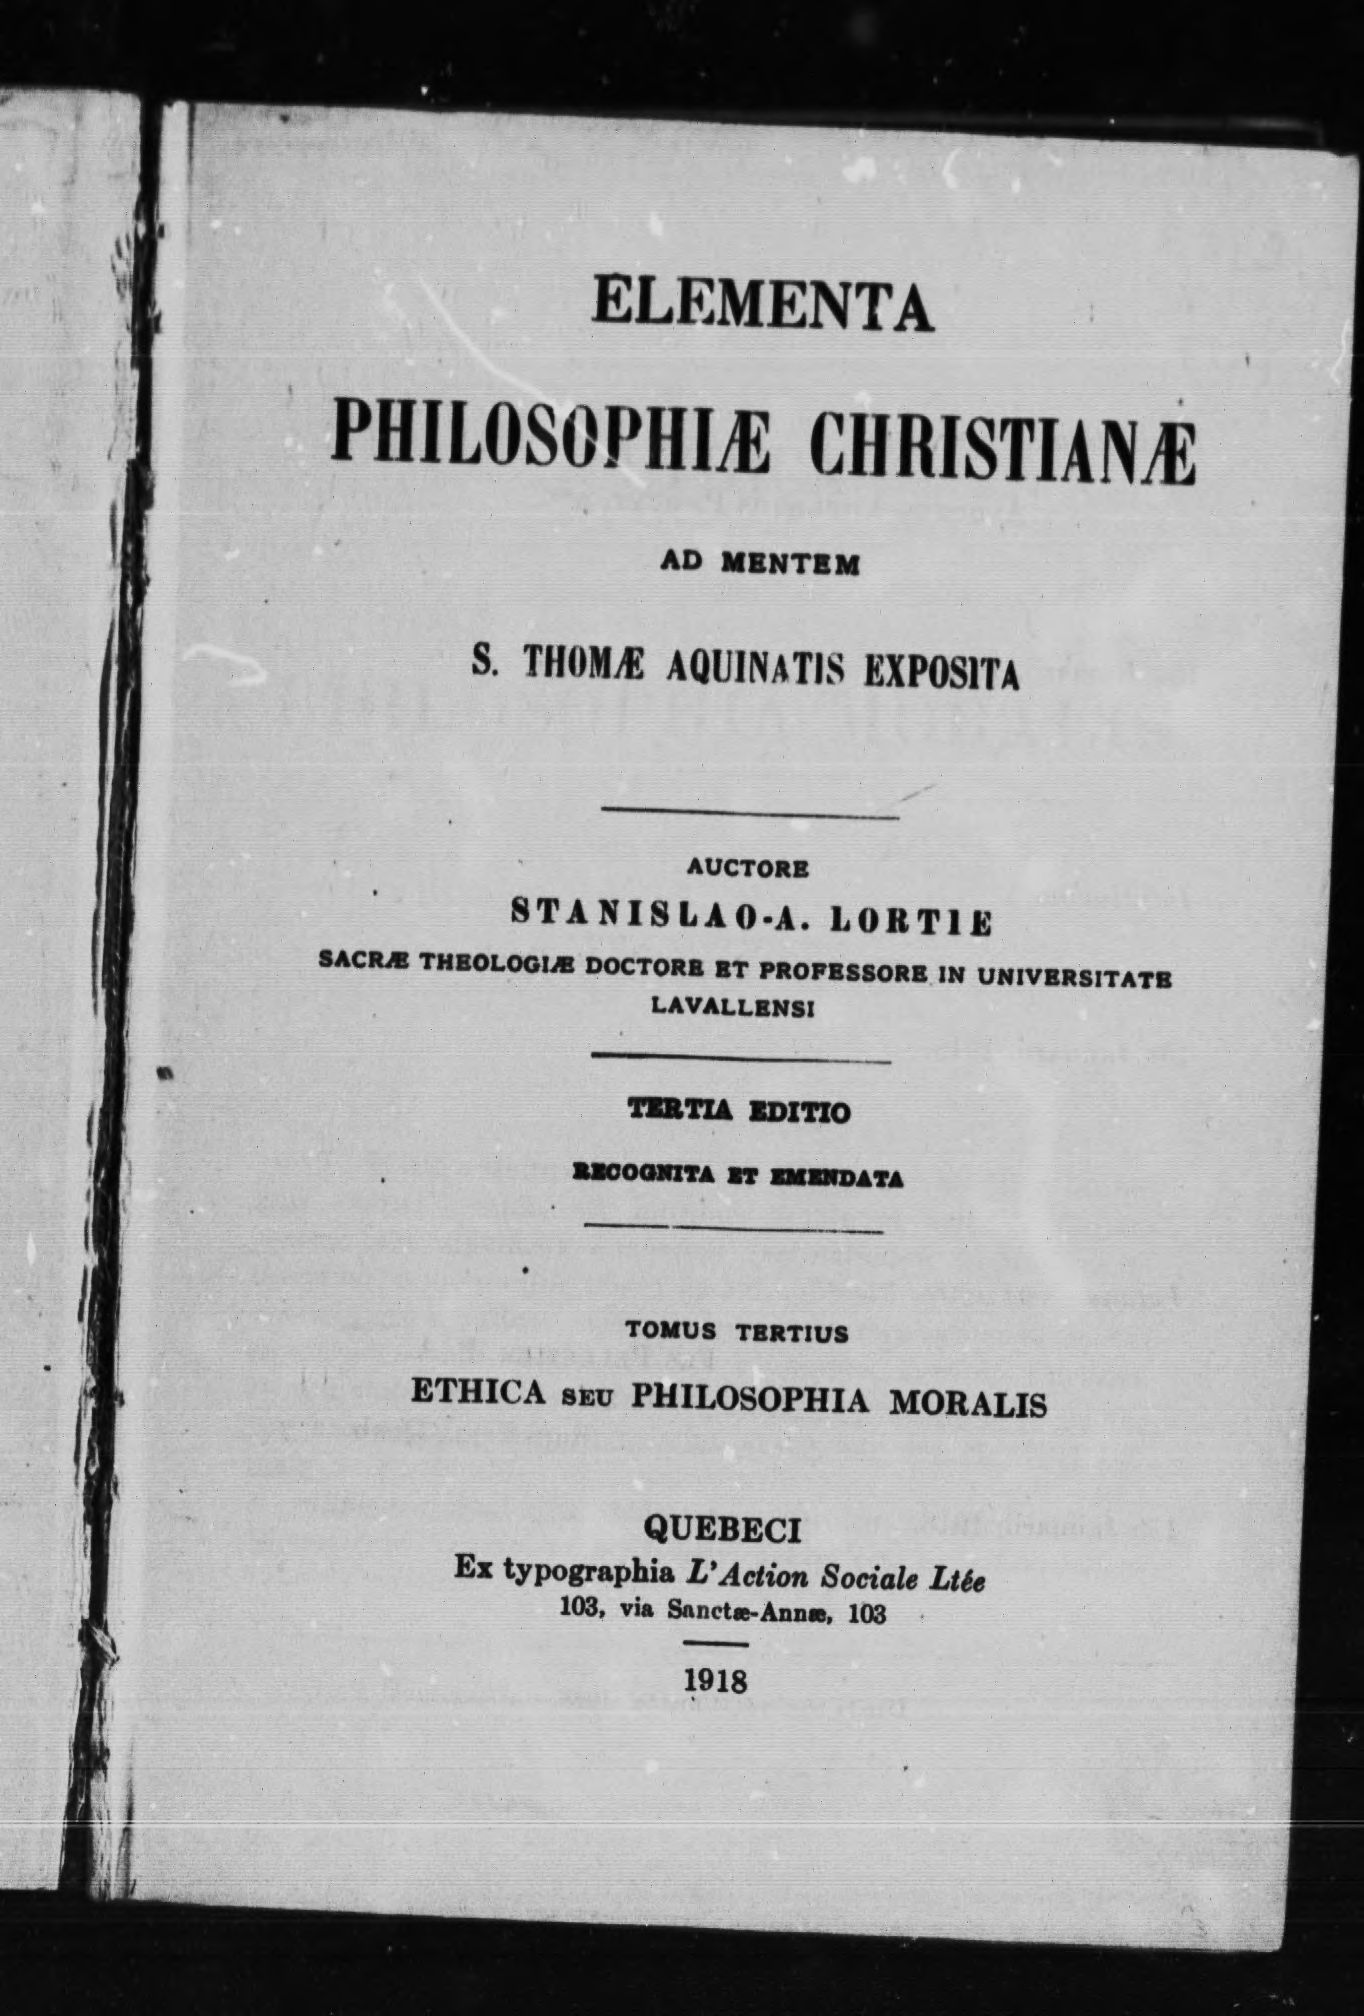 ELEMENTA
PHILOSOPHIÆ CHRISTIANÆ
AD MENTEM
S. THOMÆ AQUINATIS EXPOSITA
AUCTORE
STANISLAO-A. LORTIE
SACRÆ THEOLOGIÆ DOCTORE ET PROFESSORE IN UNIVERSITATE
LAVALLENSI
TERTIA EDITIO
RECOGNITA ET EMENDATA
TOMUS TERTIUS
ETHICA SEU PHILOSOPHIA MORALIS
QUEBECI
Ex typographia L'Action Sociale Ltée
103, via Sanctæ-Annæ, 103
1918